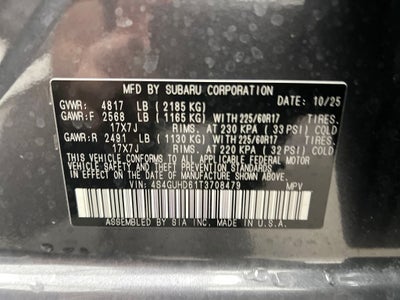 MFD BY SUBARU CORPORATION
GVWR: 4817 LB (2185 KG) DATE: 10/25
GAWR:F 2568 LB (1165 KG) WITH 225/60R17 TIRES.
17X7J RIMS. AT 230 KPA (33 PSI) COLD
GAWR:R 2491 LB (1130 KG) WITH 225/60R17 TIRES.
17X7J RIMS. AT 220 KPA (32 PSI) COLD
THIS VEHICLE CONFORMS TO ALL APPLICABLE FEDERAL MOTOR
VEHICLE SAFETY AND THEFT PREVENTION STANDARDS IN EFFECT
ON THE DATE OF MANUFACTURE SHOWN ABOVE.
VIN: 4S4GUHD61T3708479 MPV
ASSEMBLED BY SIA INC. MADE IN U.S.A.